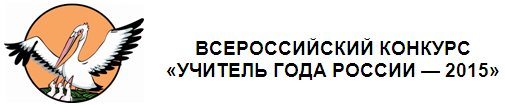 ВСЕРОССИЙСКИЙ КОНКУРС
«УЧИТЕЛЬ ГОДА РОССИИ — 2015»